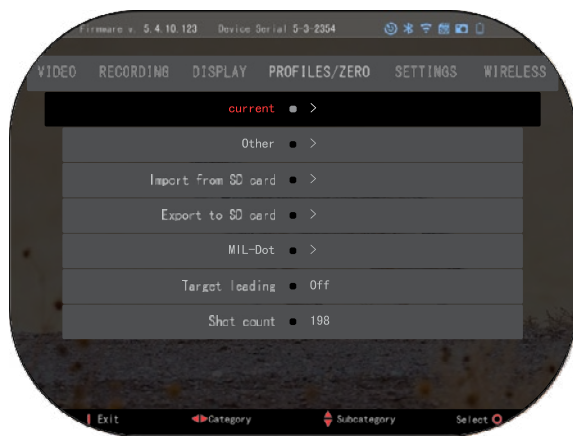 Firmware v. 5.4.10.123 Device Serial 5-3-2354
VIDEO RECORDING DISPLAY PROFILES/ZERO SETTINGS WIRELESS
current >
Other >
Import from SD card >
Export to SD card >
MIL-Dot >
Target leading Off
Shot count 198
Exit Category Subcategory Select